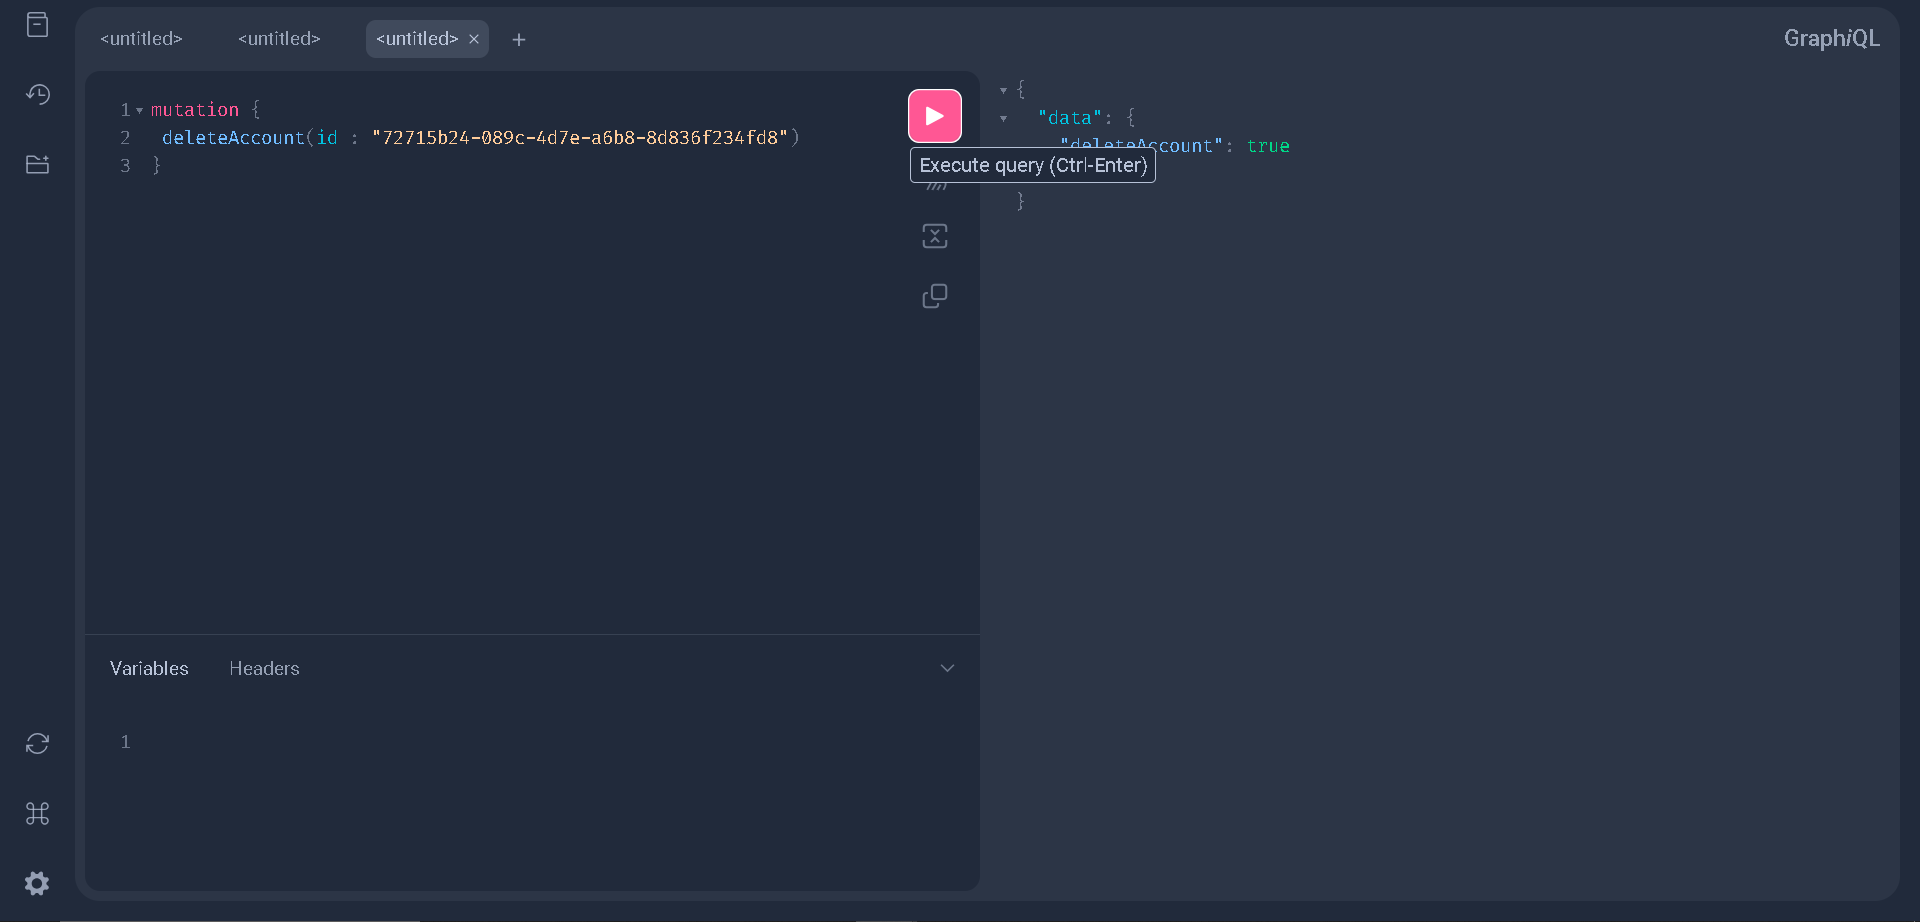 <untitled>
<untitled>
<untitled>
GraphiQL
1 mutation {
2 deleteAccount(id : "72715b24-089c-4d7e-a6b8-8d836f234fd8")
3 }
{
"data": {
"deleteAccount": true
Execute query (Ctrl-Enter)
}
Variables
Headers
1